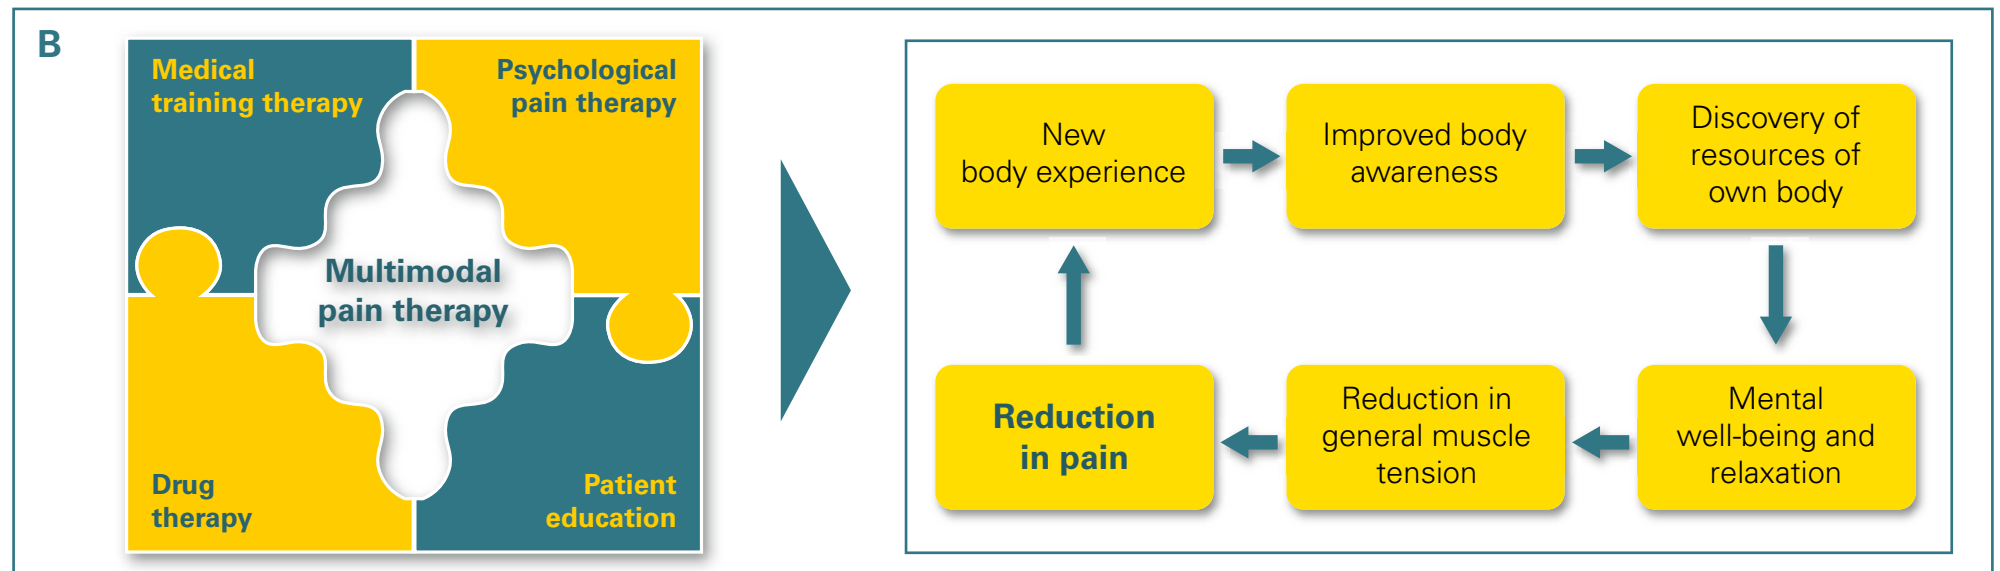 B
Medical
training therapy
Psychological
pain therapy
Multimodal
pain therapy
Drug
therapy
Patient
education
New
body experience
Improved body
awareness
Discovery of
resources of
own body
Reduction
in pain
Reduction in
general muscle
tension
Mental
well-being and
relaxation